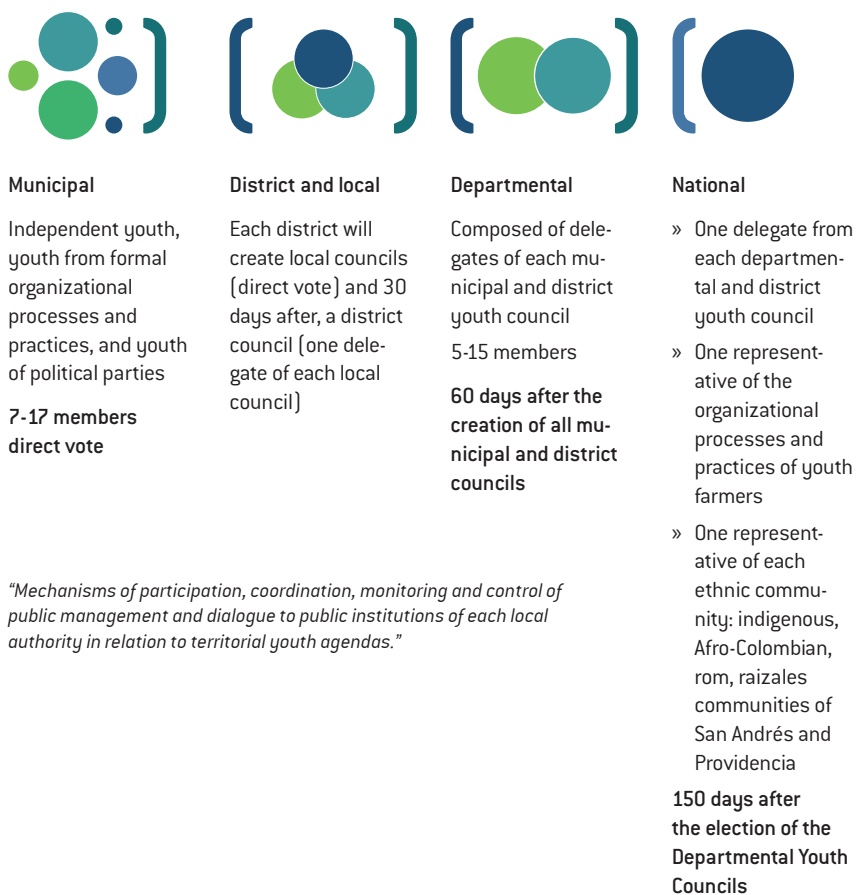 Municipal
Independent youth,
youth from formal
organizational
processes and
practices, and youth
of political parties
7-17 members
direct vote
District and local
Each district will
create local councils
(direct vote) and 30
days after, a district
council (one dele-
gate of each local
council)
Departmental
Composed of dele-
gates of each mu-
nicipal and district
youth council
5-15 members
60 days after the
creation of all mu-
nicipal and district
councils
National
» One delegate from
each departmen-
tal and district
youth council
» One represent-
ative of the
organizational
processes and
practices of youth
farmers
» One represent-
ative of each
ethnic commu-
nity: indigenous,
Afro-Colombian,
rom, raizales
communities of
San Andrés and
Providencia
150 days after
the election of the
Departmental Youth
Councils
“Mechanisms of participation, coordination, monitoring and control of
public management and dialogue to public institutions of each local
authority in relation to territorial youth agendas.”